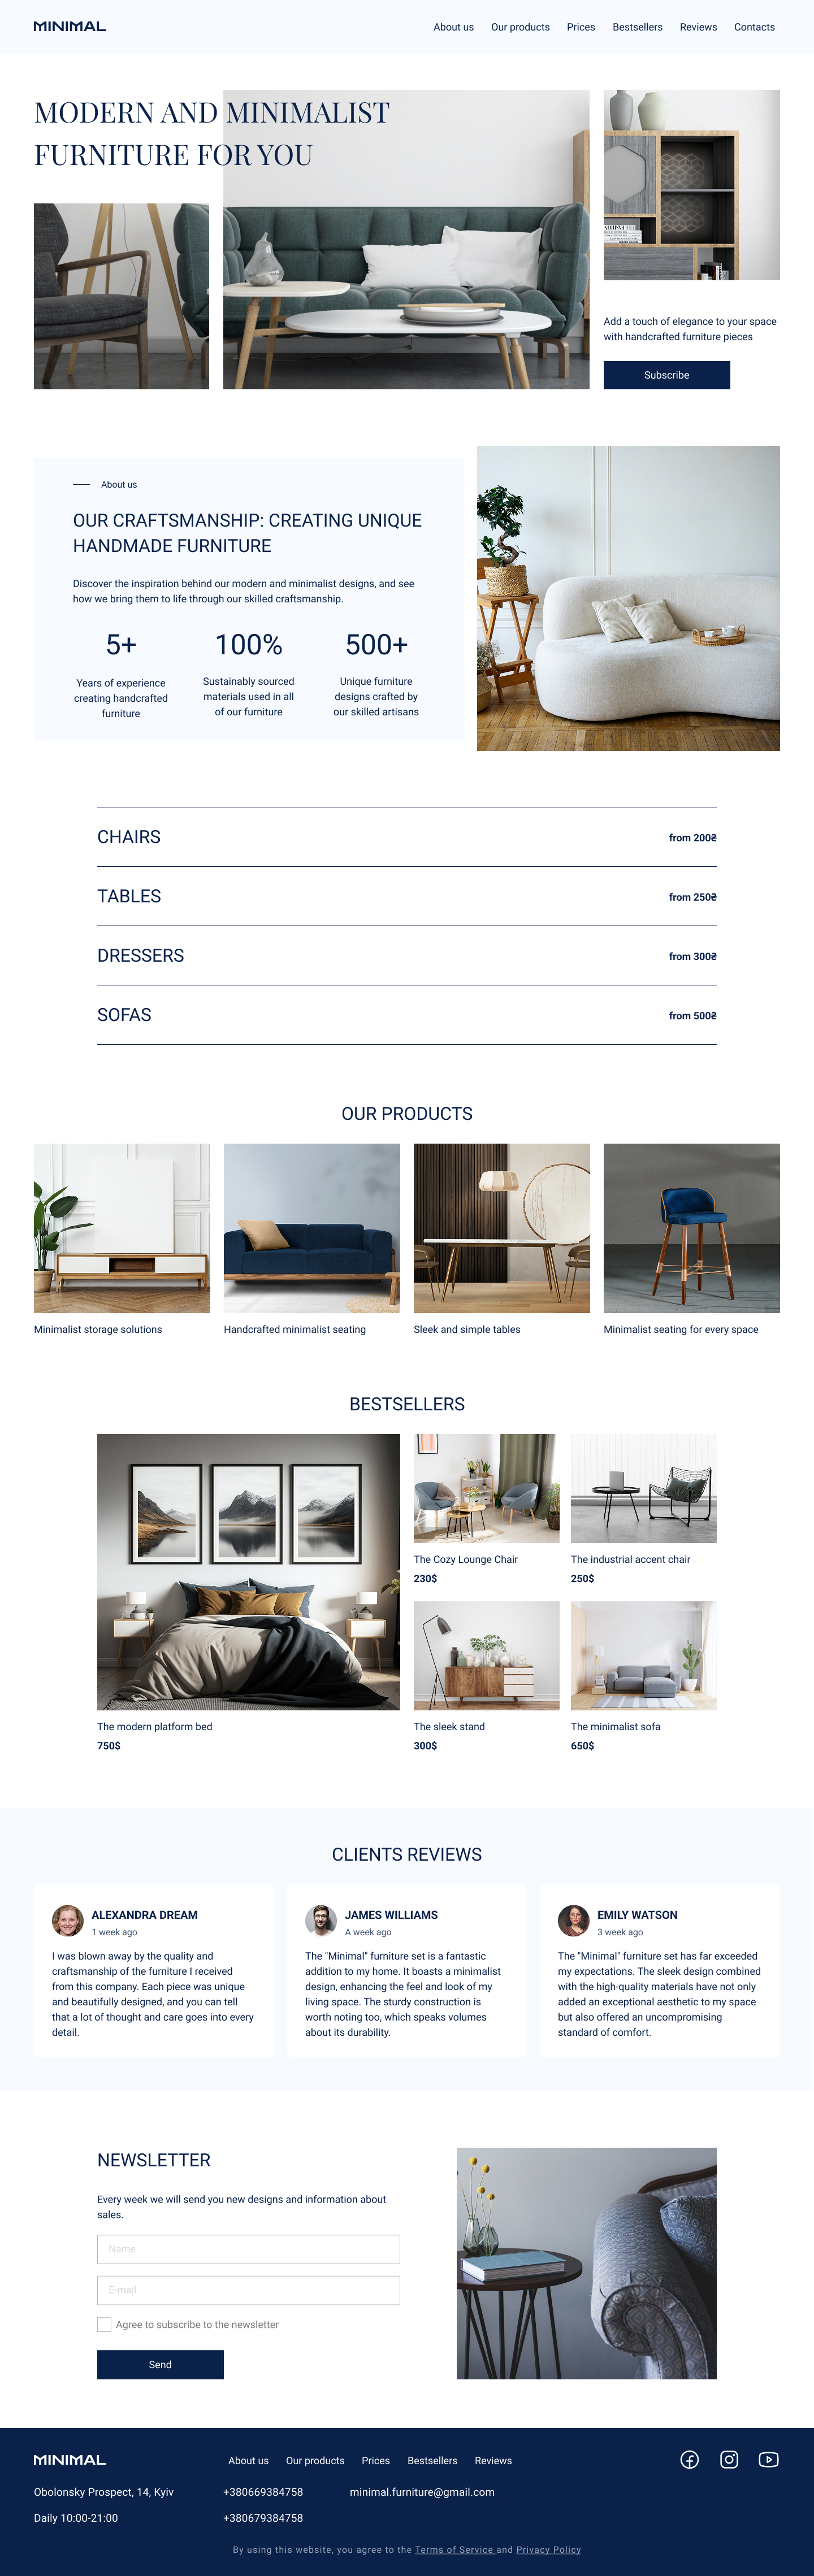 MINIMAL
About us Our products Prices Bestsellers Reviews Contacts
MODERN AND MINIMALIST
FURNITURE FOR YOU
Add a touch of elegance to your space
with handcrafted furniture pieces
Subscribe
About us
OUR CRAFTSMANSHIP: CREATING UNIQUE
HANDMADE FURNITURE
Discover the inspiration behind our modern and minimalist designs, and see
how we bring them to life through our skilled craftsmanship.
5+
Years of experience
creating handcrafted
furniture
100%
Sustainably sourced
materials used in all
of our furniture
500+
Unique furniture
designs crafted by
our skilled artisans
CHAIRS from 200₴
TABLES from 250₴
DRESSERS from 300₴
SOFAS from 500₴
OUR PRODUCTS
Minimalist storage solutions
Handcrafted minimalist seating
Sleek and simple tables
Minimalist seating for every space
BESTSELLERS
The modern platform bed
750$
The Cozy Lounge Chair
230$
The industrial accent chair
250$
The sleek stand
300$
The minimalist sofa
650$
CLIENTS REVIEWS
ALEXANDRA DREAM
1 week ago
I was blown away by the quality and
craftsmanship of the furniture I received
from this company. Each piece was unique
and beautifully designed, and you can tell
that a lot of thought and care goes into every
detail.
JAMES WILLIAMS
A week ago
The "Minimal" furniture set is a fantastic
addition to my home. It boasts a minimalist
design, enhancing the feel and look of my
living space. The sturdy construction is
worth noting too, which speaks volumes
about its durability.
EMILY WATSON
3 week ago
The "Minimal" furniture set has far exceeded
my expectations. The sleek design combined
with the high-quality materials have not only
added an exceptional aesthetic to my space
but also offered an uncompromising
standard of comfort.
NEWSLETTER
Every week we will send you new designs and information about
sales.
Name
E-mail
Agree to subscribe to the newsletter
Send
MINIMAL
About us Our products Prices Bestsellers Reviews
Obolonsky Prospect, 14, Kyiv +380669384758 minimal.furniture@gmail.com
Daily 10:00-21:00 +380679384758
By using this website, you agree to the Terms of Service and Privacy Policy